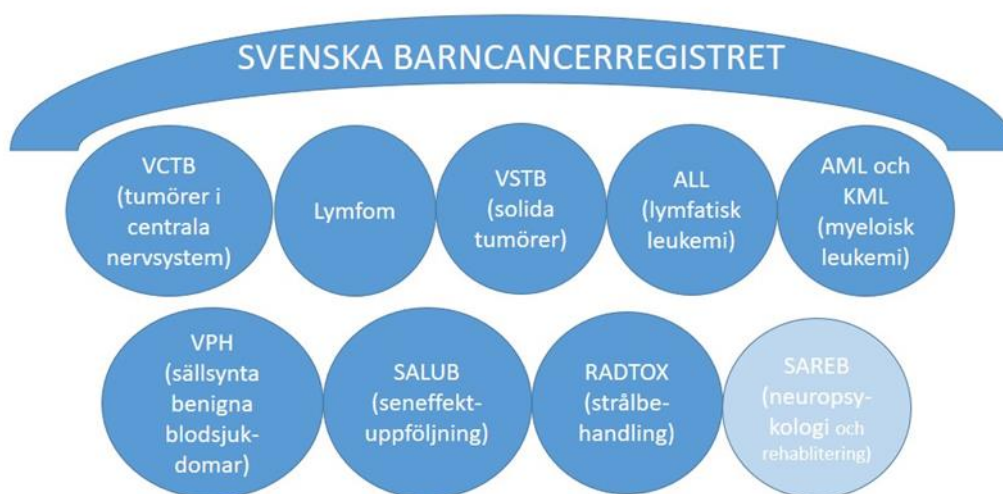 SVENSKA BARNCANCERREGISTRET
VCTB
(tumörer i
centrala
nervsystem)
Lymfom
VSTB
(solida
tumörer)
ALL
(lymfatisk
leukemi)
AML och
KML
(myeloisk
leukemi)
VPH
(sällsynta
benigna
blodsjuk-
domar)
SALUB
(seneffekt-
uppföljning)
RADTOX
(strålbe-
handling)
SAREB
(neuropsy-
kologi och
rehablitering)